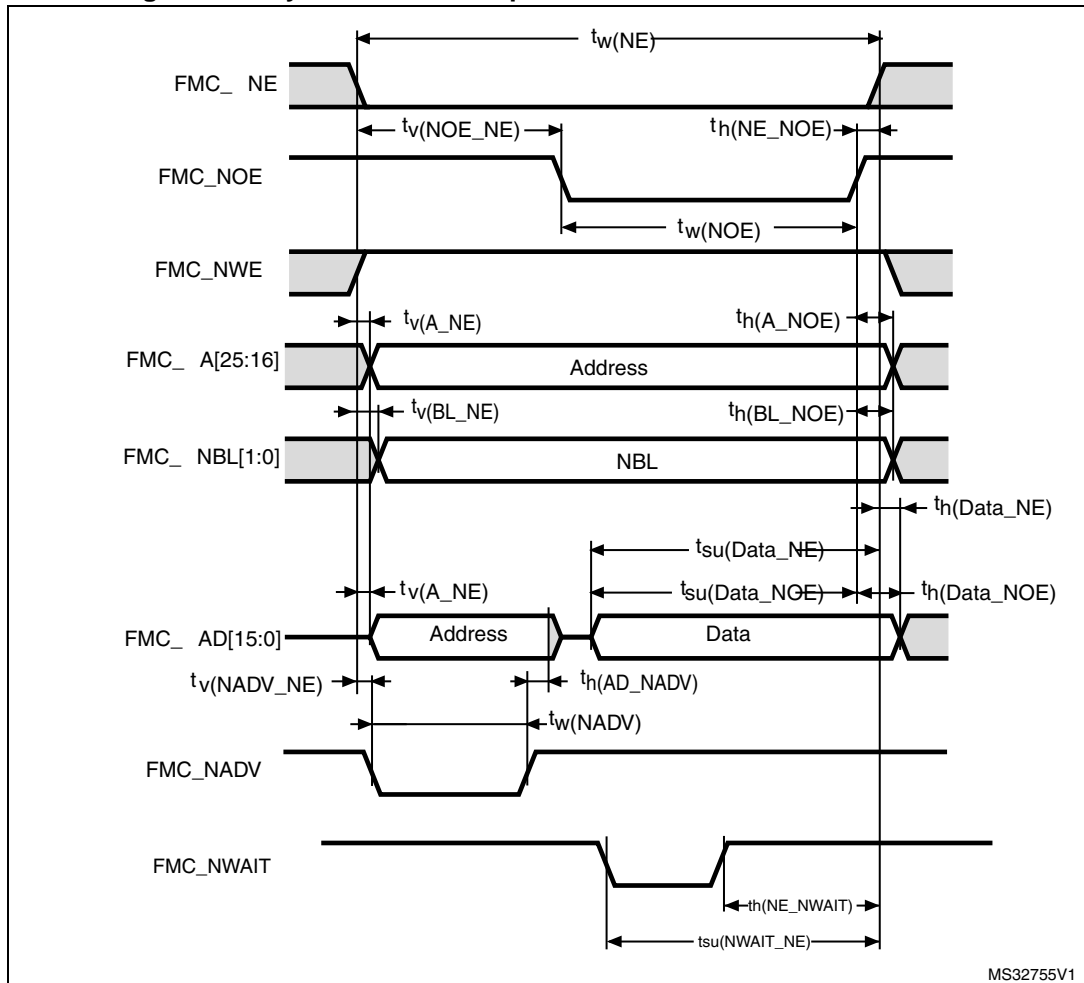 tw(NE)
FMC_ NE
tv(NOE_NE)
th(NE_NOE)
FMC_NOE
tw(NOE)
FMC_NWE
tv(A_NE)
th(A_NOE)
FMC_ A[25:16]
Address
tv(BL_NE)
th(BL_NOE)
FMC_ NBL[1:0]
NBL
th(Data_NE)
tsu(Data_NE)
tv(A_NE)
tsu(Data_NOE)
th(Data_NOE)
FMC_ AD[15:0]
Address
Data
tv(NADV_NE)
th(AD_NADV)
tw(NADV)
FMC_NADV
FMC_NWAIT
th(NE_NWAIT)
tsu(NWAIT_NE)
MS32755V1